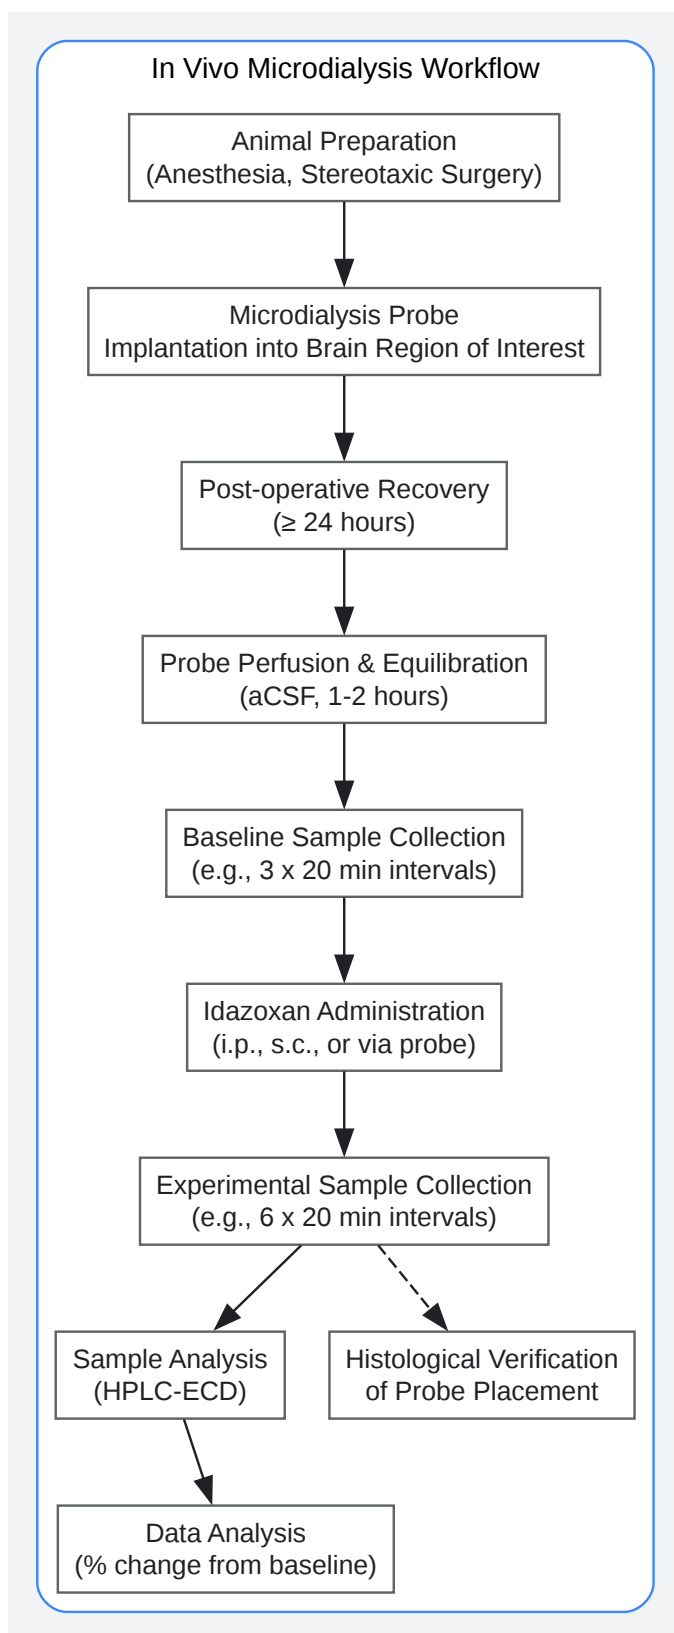 In Vivo Microdialysis Workflow
Animal Preparation
(Anesthesia, Stereotaxic Surgery)
Microdialysis Probe
Implantation into Brain Region of Interest
Post-operative Recovery
(≥ 24 hours)
Probe Perfusion & Equilibration
(aCSF, 1-2 hours)
Baseline Sample Collection
(e.g., 3 x 20 min intervals)
Idazoxan Administration
(i.p., s.c., or via probe)
Experimental Sample Collection
(e.g., 6 x 20 min intervals)
Sample Analysis
(HPLC-ECD)
Histological Verification
of Probe Placement
Data Analysis
(% change from baseline)